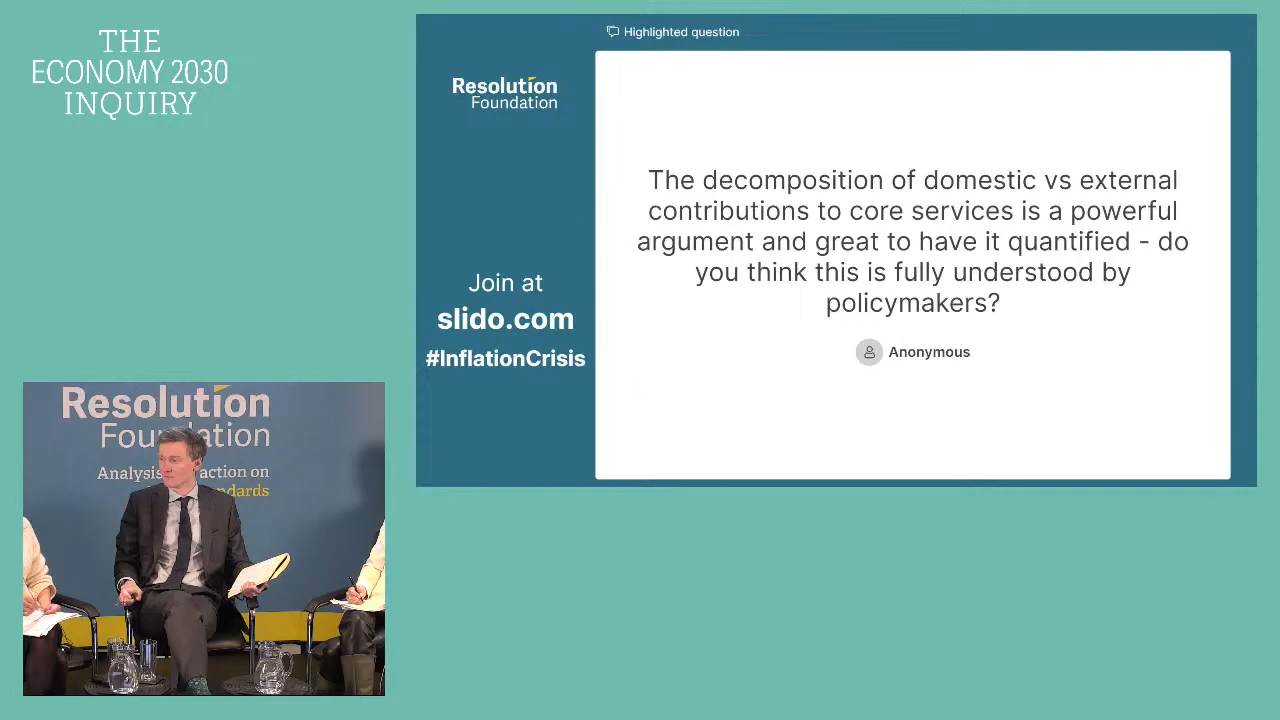 THE
ECONOMY 2030
INQUIRY
Highlighted question
Resolution
Foundation
The decomposition of domestic vs external
contributions to core services is a powerful
argument and great to have it quantified - do
you think this is fully understood by
policymakers?
Anonymous
Join at
slido.com
#InflationCrisis
Resolution
Foundation
Analysis action on